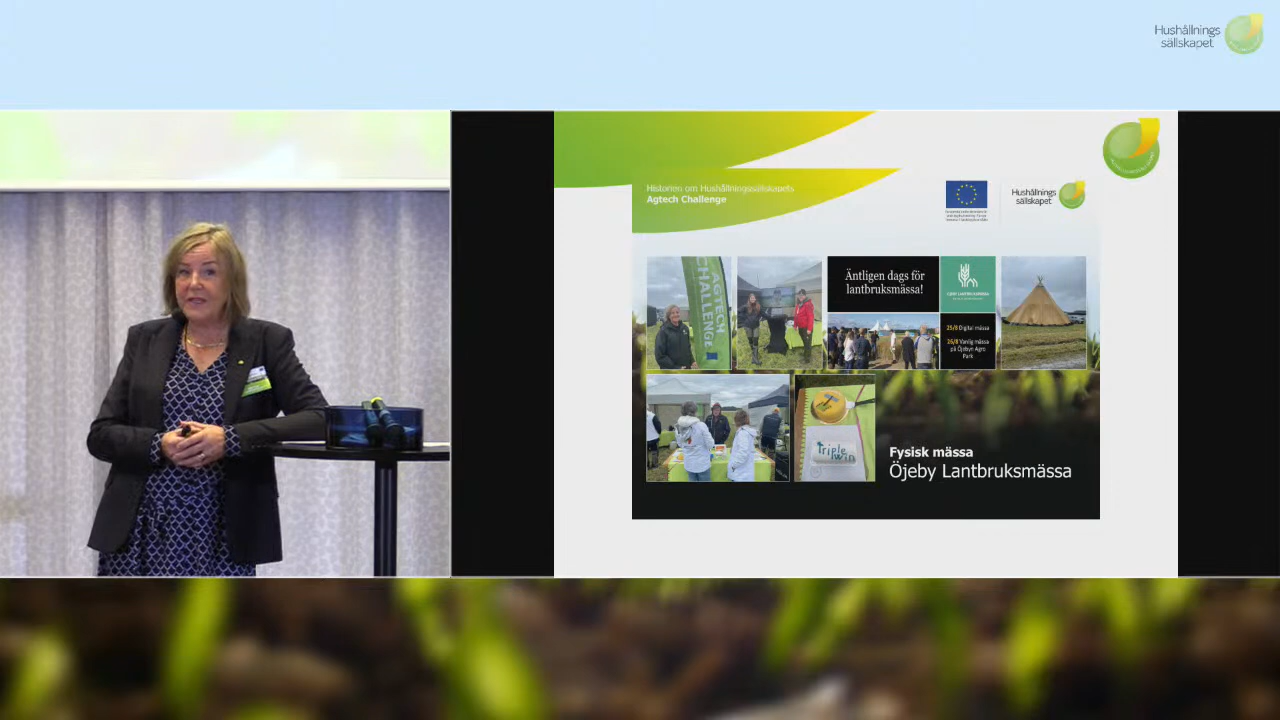 Hushållnings
sällskapet
Historien om Hushållningssällskapets
Agtech Challenge
Hushållnings
sällskapet
AGTECH
CHALLENGE
Äntligen dags för
lantbruksmässa!
25/8 Digital mässa
26/8 Vanlig mässa
på Öjebyn Agro
Park
Triple
Win
Fysisk mässa
Öjeby Lantbruksmässa